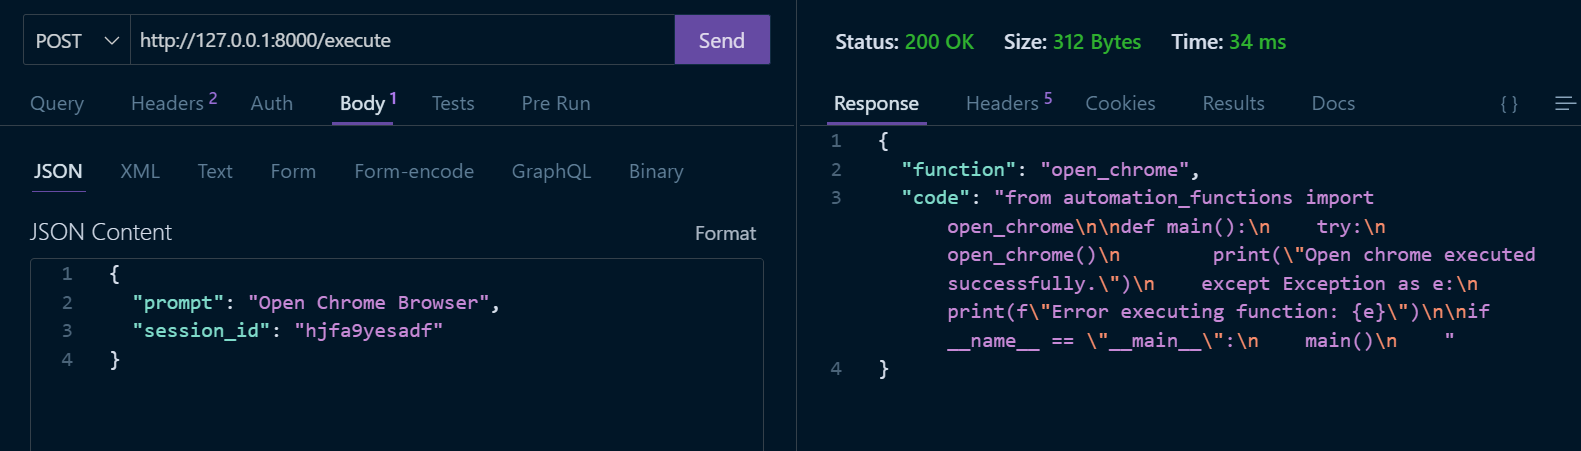 POST http://127.0.0.1:8000/execute Send
Query Headers 2 Auth Body 1 Tests Pre Run
JSON XML Text Form Form-encode GraphQL Binary
JSON Content Format
1 {
2 "prompt": "Open Chrome Browser",
3 "session_id": "hjfa9yesadf"
4 }
Status: 200 OK Size: 312 Bytes Time: 34 ms
Response Headers 5 Cookies Results Docs {}
1 {
2 "function": "open_chrome",
3 "code": "from automation_functions import
open_chrome\n\ndef main():\n    try:\n
open_chrome()\n        print(\"Open chrome executed
successfully.\")\n    except Exception as e:\n
print(f\"Error executing function: {e}\")\n\nif
__name__ == \"__main__\":\n    main()\n    "
4 }